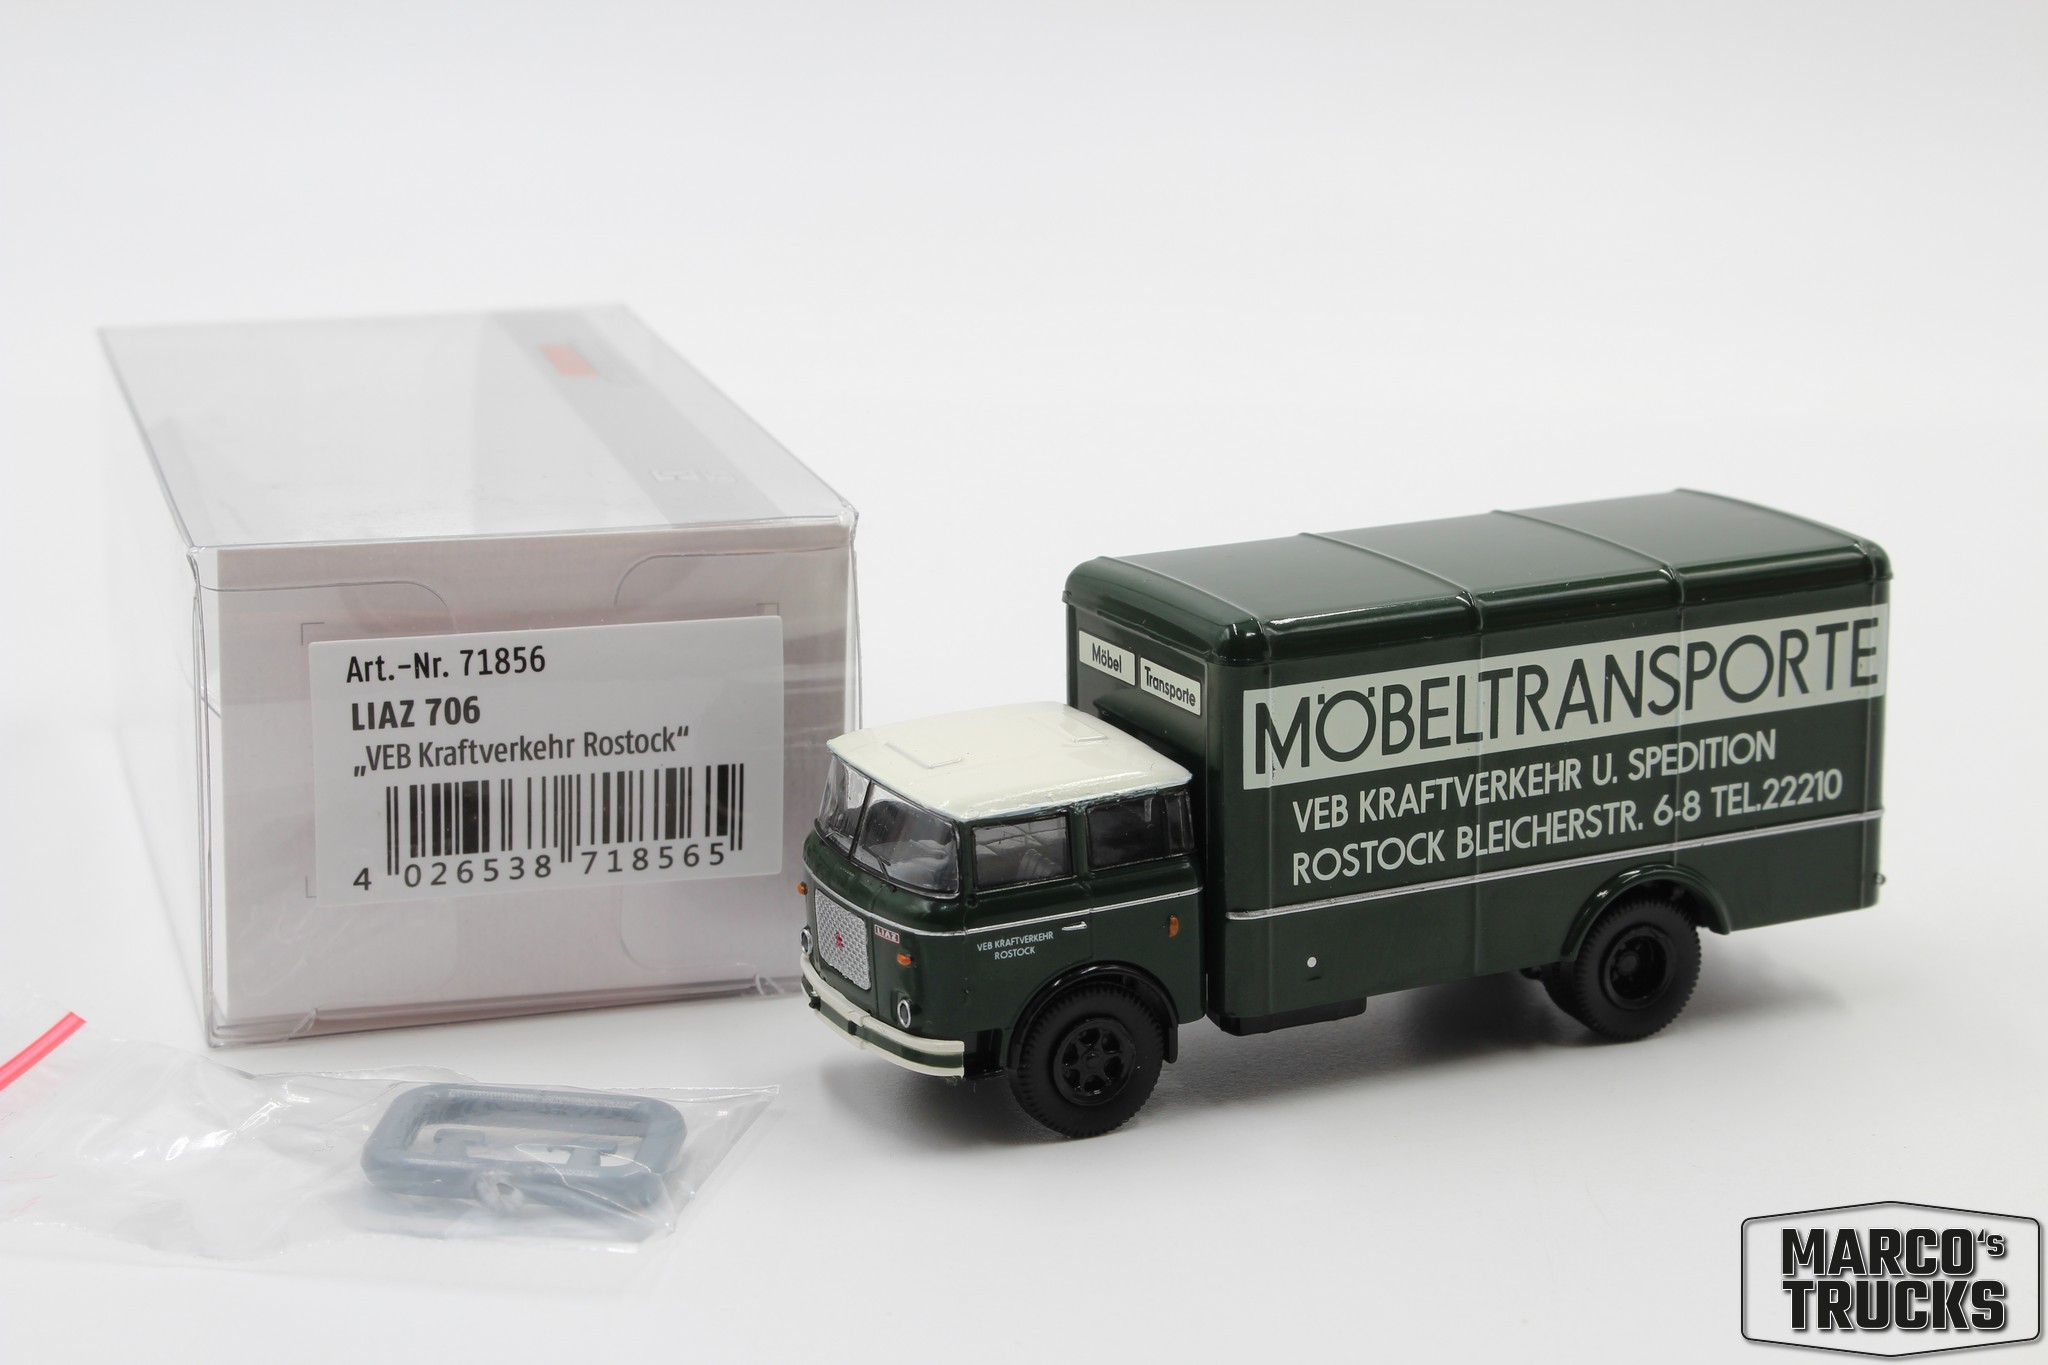 Art.-Nr. 71856
LIAZ 706
„VEB Kraftverkehr Rostock“
4 026538 718565
Möbel Transporte
MÖBELTRANSPORTE
VEB KRAFTVERKEHR U. SPEDITION
ROSTOCK BLEICHERSTR. 6-8 TEL.22210
LIAZ
VEB KRAFTVERKEHR
ROSTOCK
MARCO's
TRUCKS